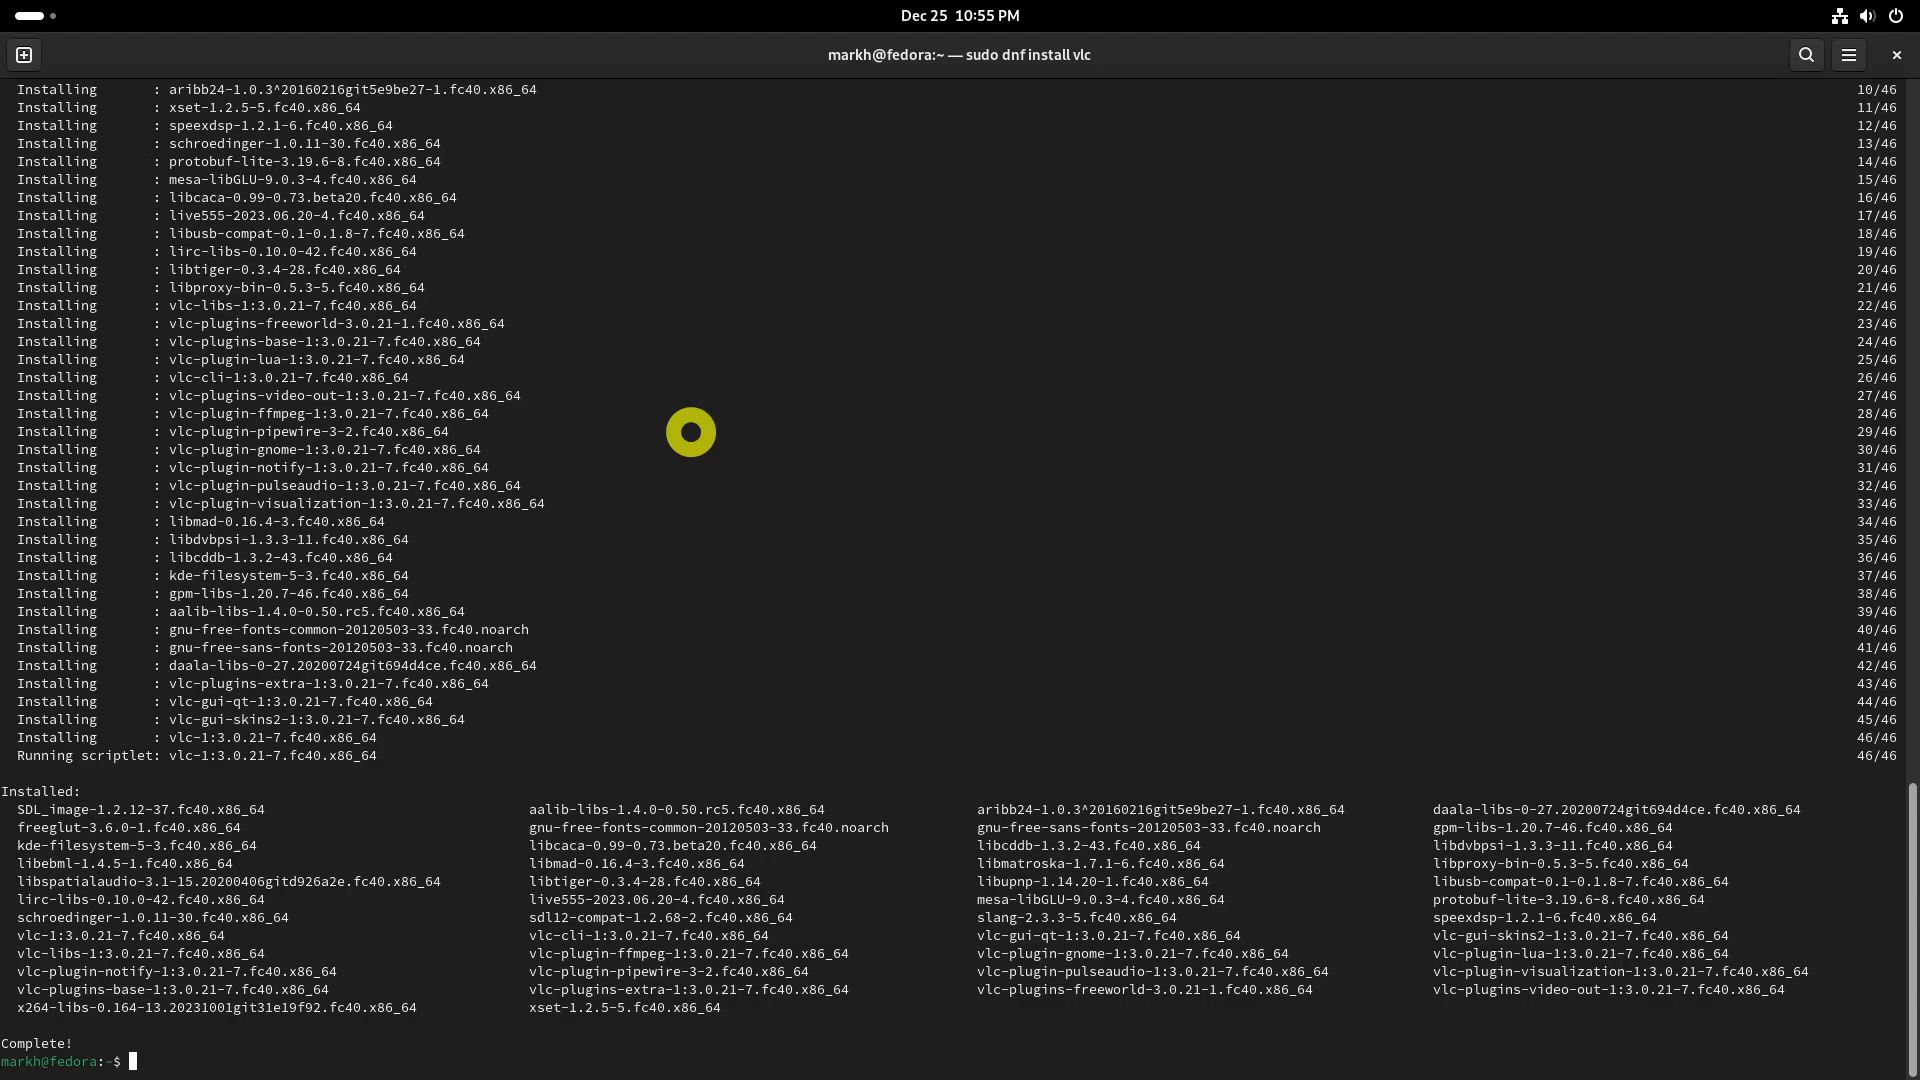 Dec 25 10:55 PM
markh@fedora:~ — sudo dnf install vlc
Installing : aribb24-1.0.3^20160216git5e9be27-1.fc40.x86_64 10/46
Installing : xset-1.2.5-5.fc40.x86_64 11/46
Installing : speexdsp-1.2.1-6.fc40.x86_64 12/46
Installing : schroedinger-1.0.11-30.fc40.x86_64 13/46
Installing : protobuf-lite-3.19.6-8.fc40.x86_64 14/46
Installing : mesa-libGLU-9.0.3-4.fc40.x86_64 15/46
Installing : libcaca-0.99-0.73.beta20.fc40.x86_64 16/46
Installing : live555-2023.06.20-4.fc40.x86_64 17/46
Installing : libusb-compat-0.1-0.1.8-7.fc40.x86_64 18/46
Installing : lirc-libs-0.10.0-42.fc40.x86_64 19/46
Installing : libtiger-0.3.4-28.fc40.x86_64 20/46
Installing : libproxy-bin-0.5.3-5.fc40.x86_64 21/46
Installing : vlc-libs-1:3.0.21-7.fc40.x86_64 22/46
Installing : vlc-plugins-freeworld-3.0.21-1.fc40.x86_64 23/46
Installing : vlc-plugins-base-1:3.0.21-7.fc40.x86_64 24/46
Installing : vlc-plugin-lua-1:3.0.21-7.fc40.x86_64 25/46
Installing : vlc-cli-1:3.0.21-7.fc40.x86_64 26/46
Installing : vlc-plugins-video-out-1:3.0.21-7.fc40.x86_64 27/46
Installing : vlc-plugin-ffmpeg-1:3.0.21-7.fc40.x86_64 28/46
Installing : vlc-plugin-pipewire-3-2.fc40.x86_64 29/46
Installing : vlc-plugin-gnome-1:3.0.21-7.fc40.x86_64 30/46
Installing : vlc-plugin-notify-1:3.0.21-7.fc40.x86_64 31/46
Installing : vlc-plugin-pulseaudio-1:3.0.21-7.fc40.x86_64 32/46
Installing : vlc-plugin-visualization-1:3.0.21-7.fc40.x86_64 33/46
Installing : libmad-0.16.4-3.fc40.x86_64 34/46
Installing : libdvbpsi-1.3.3-11.fc40.x86_64 35/46
Installing : libcddb-1.3.2-43.fc40.x86_64 36/46
Installing : kde-filesystem-5-3.fc40.x86_64 37/46
Installing : gpm-libs-1.20.7-46.fc40.x86_64 38/46
Installing : aalib-libs-1.4.0-0.50.rc5.fc40.x86_64 39/46
Installing : gnu-free-fonts-common-20120503-33.fc40.noarch 40/46
Installing : gnu-free-sans-fonts-20120503-33.fc40.noarch 41/46
Installing : daala-libs-0-27.20200724git694d4ce.fc40.x86_64 42/46
Installing : vlc-plugins-extra-1:3.0.21-7.fc40.x86_64 43/46
Installing : vlc-gui-qt-1:3.0.21-7.fc40.x86_64 44/46
Installing : vlc-gui-skins2-1:3.0.21-7.fc40.x86_64 45/46
Installing : vlc-1:3.0.21-7.fc40.x86_64 46/46
Running scriptlet: vlc-1:3.0.21-7.fc40.x86_64 46/46
Installed:
SDL_image-1.2.12-37.fc40.x86_64 aalib-libs-1.4.0-0.50.rc5.fc40.x86_64 aribb24-1.0.3^20160216git5e9be27-1.fc40.x86_64 daala-libs-0-27.20200724git694d4ce.fc40.x86_64
freeglut-3.6.0-1.fc40.x86_64 gnu-free-fonts-common-20120503-33.fc40.noarch gnu-free-sans-fonts-20120503-33.fc40.noarch gpm-libs-1.20.7-46.fc40.x86_64
kde-filesystem-5-3.fc40.x86_64 libcaca-0.99-0.73.beta20.fc40.x86_64 libcddb-1.3.2-43.fc40.x86_64 libdvbpsi-1.3.3-11.fc40.x86_64
libebml-1.4.5-1.fc40.x86_64 libmad-0.16.4-3.fc40.x86_64 libmatroska-1.7.1-6.fc40.x86_64 libproxy-bin-0.5.3-5.fc40.x86_64
libspatialaudio-3.1-15.20200406gitd926a2e.fc40.x86_64 libtiger-0.3.4-28.fc40.x86_64 libupnp-1.14.20-1.fc40.x86_64 libusb-compat-0.1-0.1.8-7.fc40.x86_64
lirc-libs-0.10.0-42.fc40.x86_64 live555-2023.06.20-4.fc40.x86_64 mesa-libGLU-9.0.3-4.fc40.x86_64 protobuf-lite-3.19.6-8.fc40.x86_64
schroedinger-1.0.11-30.fc40.x86_64 sdl12-compat-1.2.68-2.fc40.x86_64 slang-2.3.3-5.fc40.x86_64 speexdsp-1.2.1-6.fc40.x86_64
vlc-1:3.0.21-7.fc40.x86_64 vlc-cli-1:3.0.21-7.fc40.x86_64 vlc-gui-qt-1:3.0.21-7.fc40.x86_64 vlc-gui-skins2-1:3.0.21-7.fc40.x86_64
vlc-libs-1:3.0.21-7.fc40.x86_64 vlc-plugin-ffmpeg-1:3.0.21-7.fc40.x86_64 vlc-plugin-gnome-1:3.0.21-7.fc40.x86_64 vlc-plugin-lua-1:3.0.21-7.fc40.x86_64
vlc-plugin-notify-1:3.0.21-7.fc40.x86_64 vlc-plugin-pipewire-3-2.fc40.x86_64 vlc-plugin-pulseaudio-1:3.0.21-7.fc40.x86_64 vlc-plugin-visualization-1:3.0.21-7.fc40.x86_64
vlc-plugins-base-1:3.0.21-7.fc40.x86_64 vlc-plugins-extra-1:3.0.21-7.fc40.x86_64 vlc-plugins-freeworld-3.0.21-1.fc40.x86_64 vlc-plugins-video-out-1:3.0.21-7.fc40.x86_64
x264-libs-0.164-13.20231001git31e19f92.fc40.x86_64 xset-1.2.5-5.fc40.x86_64
Complete!
markh@fedora:~$